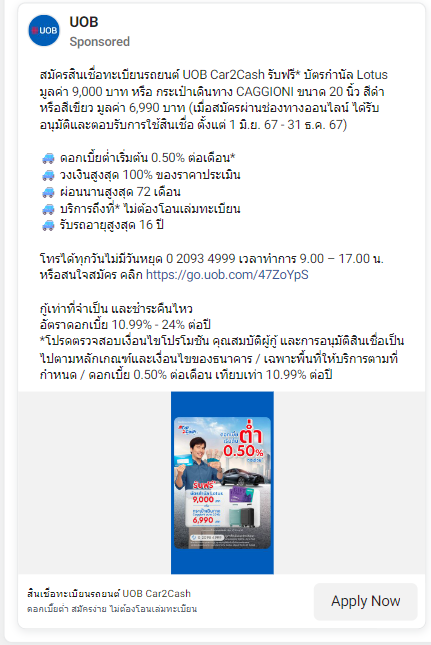 UOB
UOB
Sponsored
สมัครสินเชื่อทะเบียนรถยนต์ UOB Car2Cash รับฟรี* บัตรกำนัล Lotus
มูลค่า 9,000 บาท หรือ กระเป๋าเดินทาง CAGGIONI ขนาด 20 นิ้ว สีดำ
หรือสีเขียว มูลค่า 6,990 บาท (เมื่อสมัครผ่านช่องทางออนไลน์ ได้รับ
อนุมัติและตอบรับการใช้สินเชื่อ ตั้งแต่ 1 มิ.ย. 67 - 31 ธ.ค. 67)
ดอกเบี้ยต่ำเริ่มต้น 0.50% ต่อเดือน*
วงเงินสูงสุด 100% ของราคาประเมิน
ผ่อนนานสูงสุด 72 เดือน
บริการถึงที่* ไม่ต้องโอนเล่มทะเบียน
รับรถอายุสูงสุด 16 ปี
โทรได้ทุกวันไม่มีวันหยุด 0 2093 4999 เวลาทำการ 9.00 – 17.00 น.
หรือสนใจสมัคร คลิก https://go.uob.com/47ZoYpS
กู้เท่าที่จำเป็น และชำระคืนไหว
อัตราดอกเบี้ย 10.99% - 24% ต่อปี
*โปรดตรวจสอบเงื่อนไขโปรโมชัน คุณสมบัติผู้กู้ และการอนุมัติสินเชื่อเป็น
ไปตามหลักเกณฑ์และเงื่อนไขของธนาคาร / เฉพาะพื้นที่ให้บริการตามที่
กำหนด / ดอกเบี้ย 0.50% ต่อเดือน เทียบเท่า 10.99% ต่อปี
ดอกเบี้ย
เริ่มต้น ต่ำ
0.50%
รับฟรี
9,000
6,990
สินเชื่อทะเบียนรถยนต์ UOB Car2Cash
ดอกเบี้ยต่ำ สมัครง่าย ไม่ต้องโอนเล่มทะเบียน
Apply Now